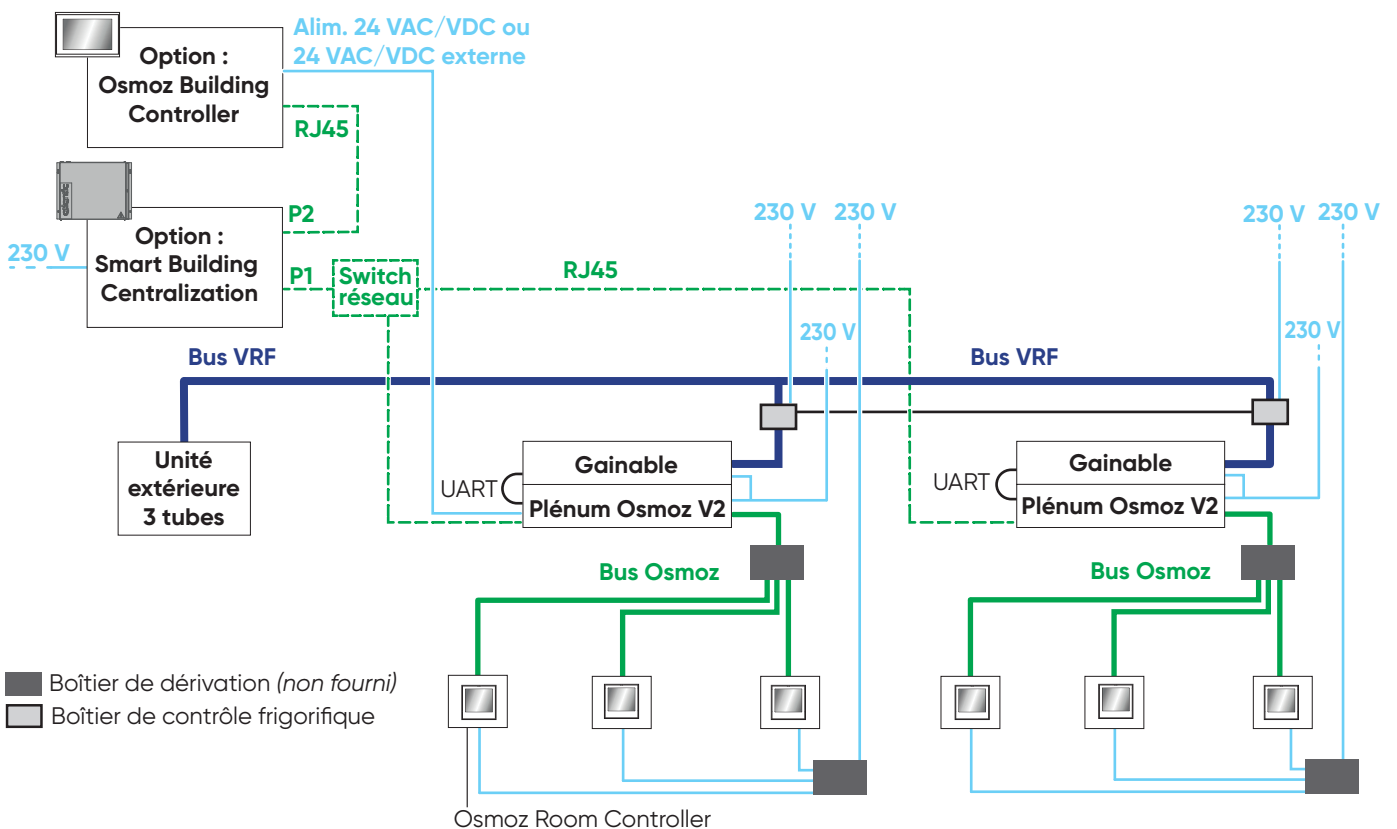 Alim. 24 VAC/VDC ou
24 VAC/VDC externe
Option :
Osmoz Building
Controller
RJ45
P2
Option :
Smart Building
Centralization
230 V
P1
Switch
réseau
RJ45
230 V
230 V
230 V
230 V
230 V
230 V
Bus VRF
Bus VRF
Unité
extérieure
3 tubes
UART
Gainable
Plénum Osmoz V2
UART
Gainable
Plénum Osmoz V2
Bus Osmoz
Bus Osmoz
Boîtier de dérivation (non fourni)
Boîtier de contrôle frigorifique
Osmoz Room Controller